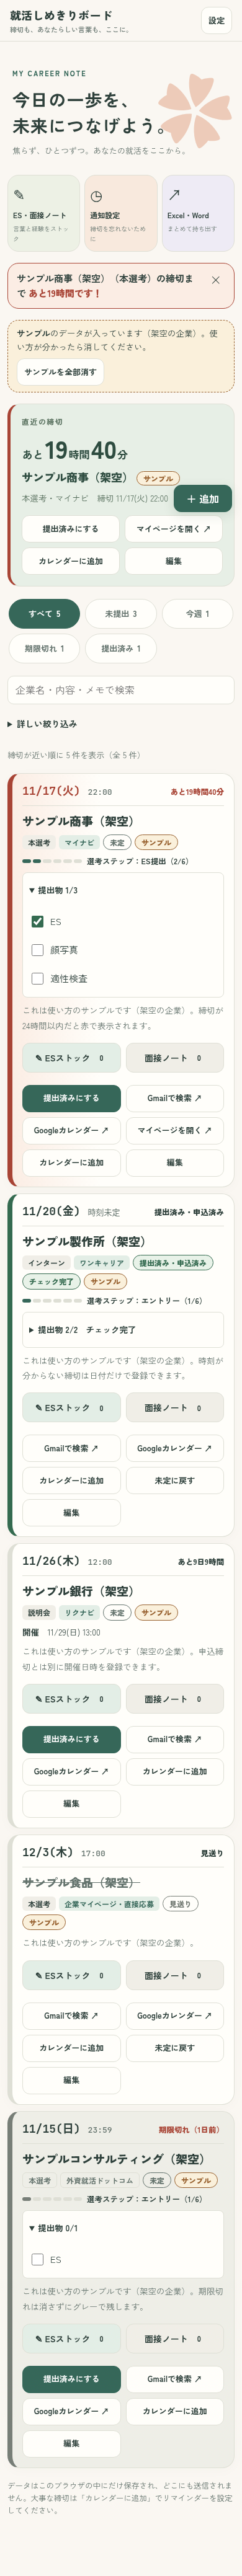 就活しめきりボード
締切も、あなたらしい言葉も、ここに。
設定
MY CAREER NOTE
今日の一歩を、
未来につなげよう。
焦らず、ひとつずつ。あなたの就活をここから。
✎
ES・面接ノート
言葉と経験をストック
◷
通知設定
締切を忘れないために
↗
Excel・Word
まとめて持ち出す
サンプル商事（架空）（本選考）の締切まで あと19時間です！
×
サンプルのデータが入っています（架空の企業）。使い方が分かったら消してください。
サンプルを全部消す
直近の締切
あと19時間40分
サンプル商事（架空） サンプル
本選考・マイナビ 締切 11/17(火) 22:00
＋ 追加
提出済みにする
マイページを開く ↗
カレンダーに追加
編集
すべて 5
未提出 3
今週 1
期限切れ 1
提出済み 1
企業名・内容・メモで検索
▶ 詳しい絞り込み
締切が近い順に 5 件を表示（全 5 件）
11/17(火) 22:00 あと19時間40分
サンプル商事（架空）
本選考 マイナビ 未定 サンプル
選考ステップ：ES提出（2/6）
▼ 提出物 1/3
ES
顔写真
適性検査
これは使い方のサンプルです（架空の企業）。締切が24時間以内だと赤で表示されます。
✎ ESストック 0
面接ノート 0
提出済みにする
Gmailで検索 ↗
Googleカレンダー ↗
マイページを開く ↗
カレンダーに追加
編集
11/20(金) 時刻未定 提出済み・申込済み
サンプル製作所（架空）
インターン ワンキャリア 提出済み・申込済み
チェック完了 サンプル
選考ステップ：エントリー（1/6）
▶ 提出物 2/2 チェック完了
これは使い方のサンプルです（架空の企業）。時刻が分からない締切は日付だけで登録できます。
✎ ESストック 0
面接ノート 0
Gmailで検索 ↗
Googleカレンダー ↗
カレンダーに追加
未定に戻す
編集
11/26(木) 12:00 あと9日9時間
サンプル銀行（架空）
説明会 リクナビ 未定 サンプル
開催 11/29(日) 13:00
これは使い方のサンプルです（架空の企業）。申込締切とは別に開催日時を登録できます。
✎ ESストック 0
面接ノート 0
提出済みにする
Gmailで検索 ↗
Googleカレンダー ↗
カレンダーに追加
編集
12/3(木) 17:00 見送り
サンプル食品（架空）
本選考 企業マイページ・直接応募 見送り
サンプル
これは使い方のサンプルです（架空の企業）。
✎ ESストック 0
面接ノート 0
Gmailで検索 ↗
Googleカレンダー ↗
カレンダーに追加
未定に戻す
編集
11/15(日) 23:59 期限切れ（1日前）
サンプルコンサルティング（架空）
本選考 外資就活ドットコム 未定 サンプル
選考ステップ：エントリー（1/6）
▼ 提出物 0/1
ES
これは使い方のサンプルです（架空の企業）。期限切れは消さずにグレーで残します。
✎ ESストック 0
面接ノート 0
提出済みにする
Gmailで検索 ↗
Googleカレンダー ↗
カレンダーに追加
編集
データはこのブラウザの中にだけ保存され、どこにも送信されません。大事な締切は「カレンダーに追加」でリマインダーを設定してください。